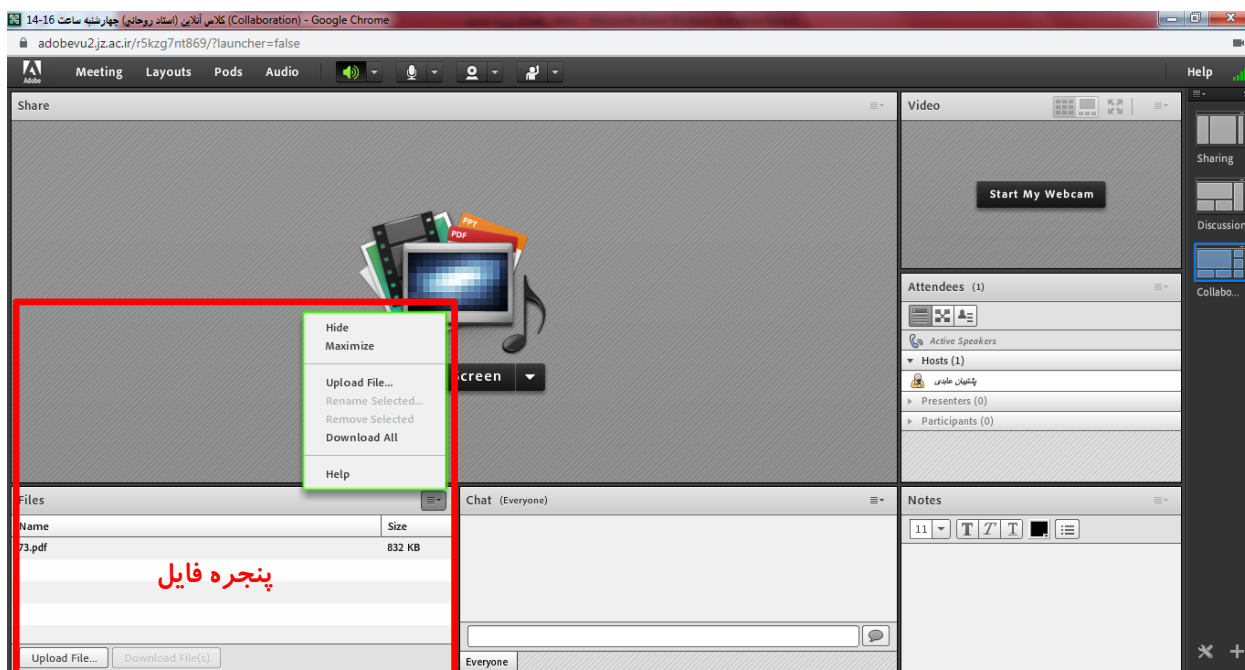 کلاس آنلاین (استاد روحانی) چهارشنبه ساعت 16-14 (Collaboration) - Google Chrome
adobevu2.jz.ac.ir/r5kzg7nt869/?launcher=false
Adobe Meeting Layouts Pods Audio Help
Share
Video
Sharing
PPT
PDF
Start My Webcam
Discussion
Attendees (1)
Collabo...
Hide
Maximize
Active Speakers
Hosts (1)
creen
Upload File...
پشتیبان عابدی
Rename Selected...
Presenters (0)
Remove Selected
Participants (0)
Download All
Help
Files
Chat (Everyone)
Notes
Name Size
11 T T T
73.pdf 832 KB
پنجره فایل
Upload File... Download File(s)
Everyone